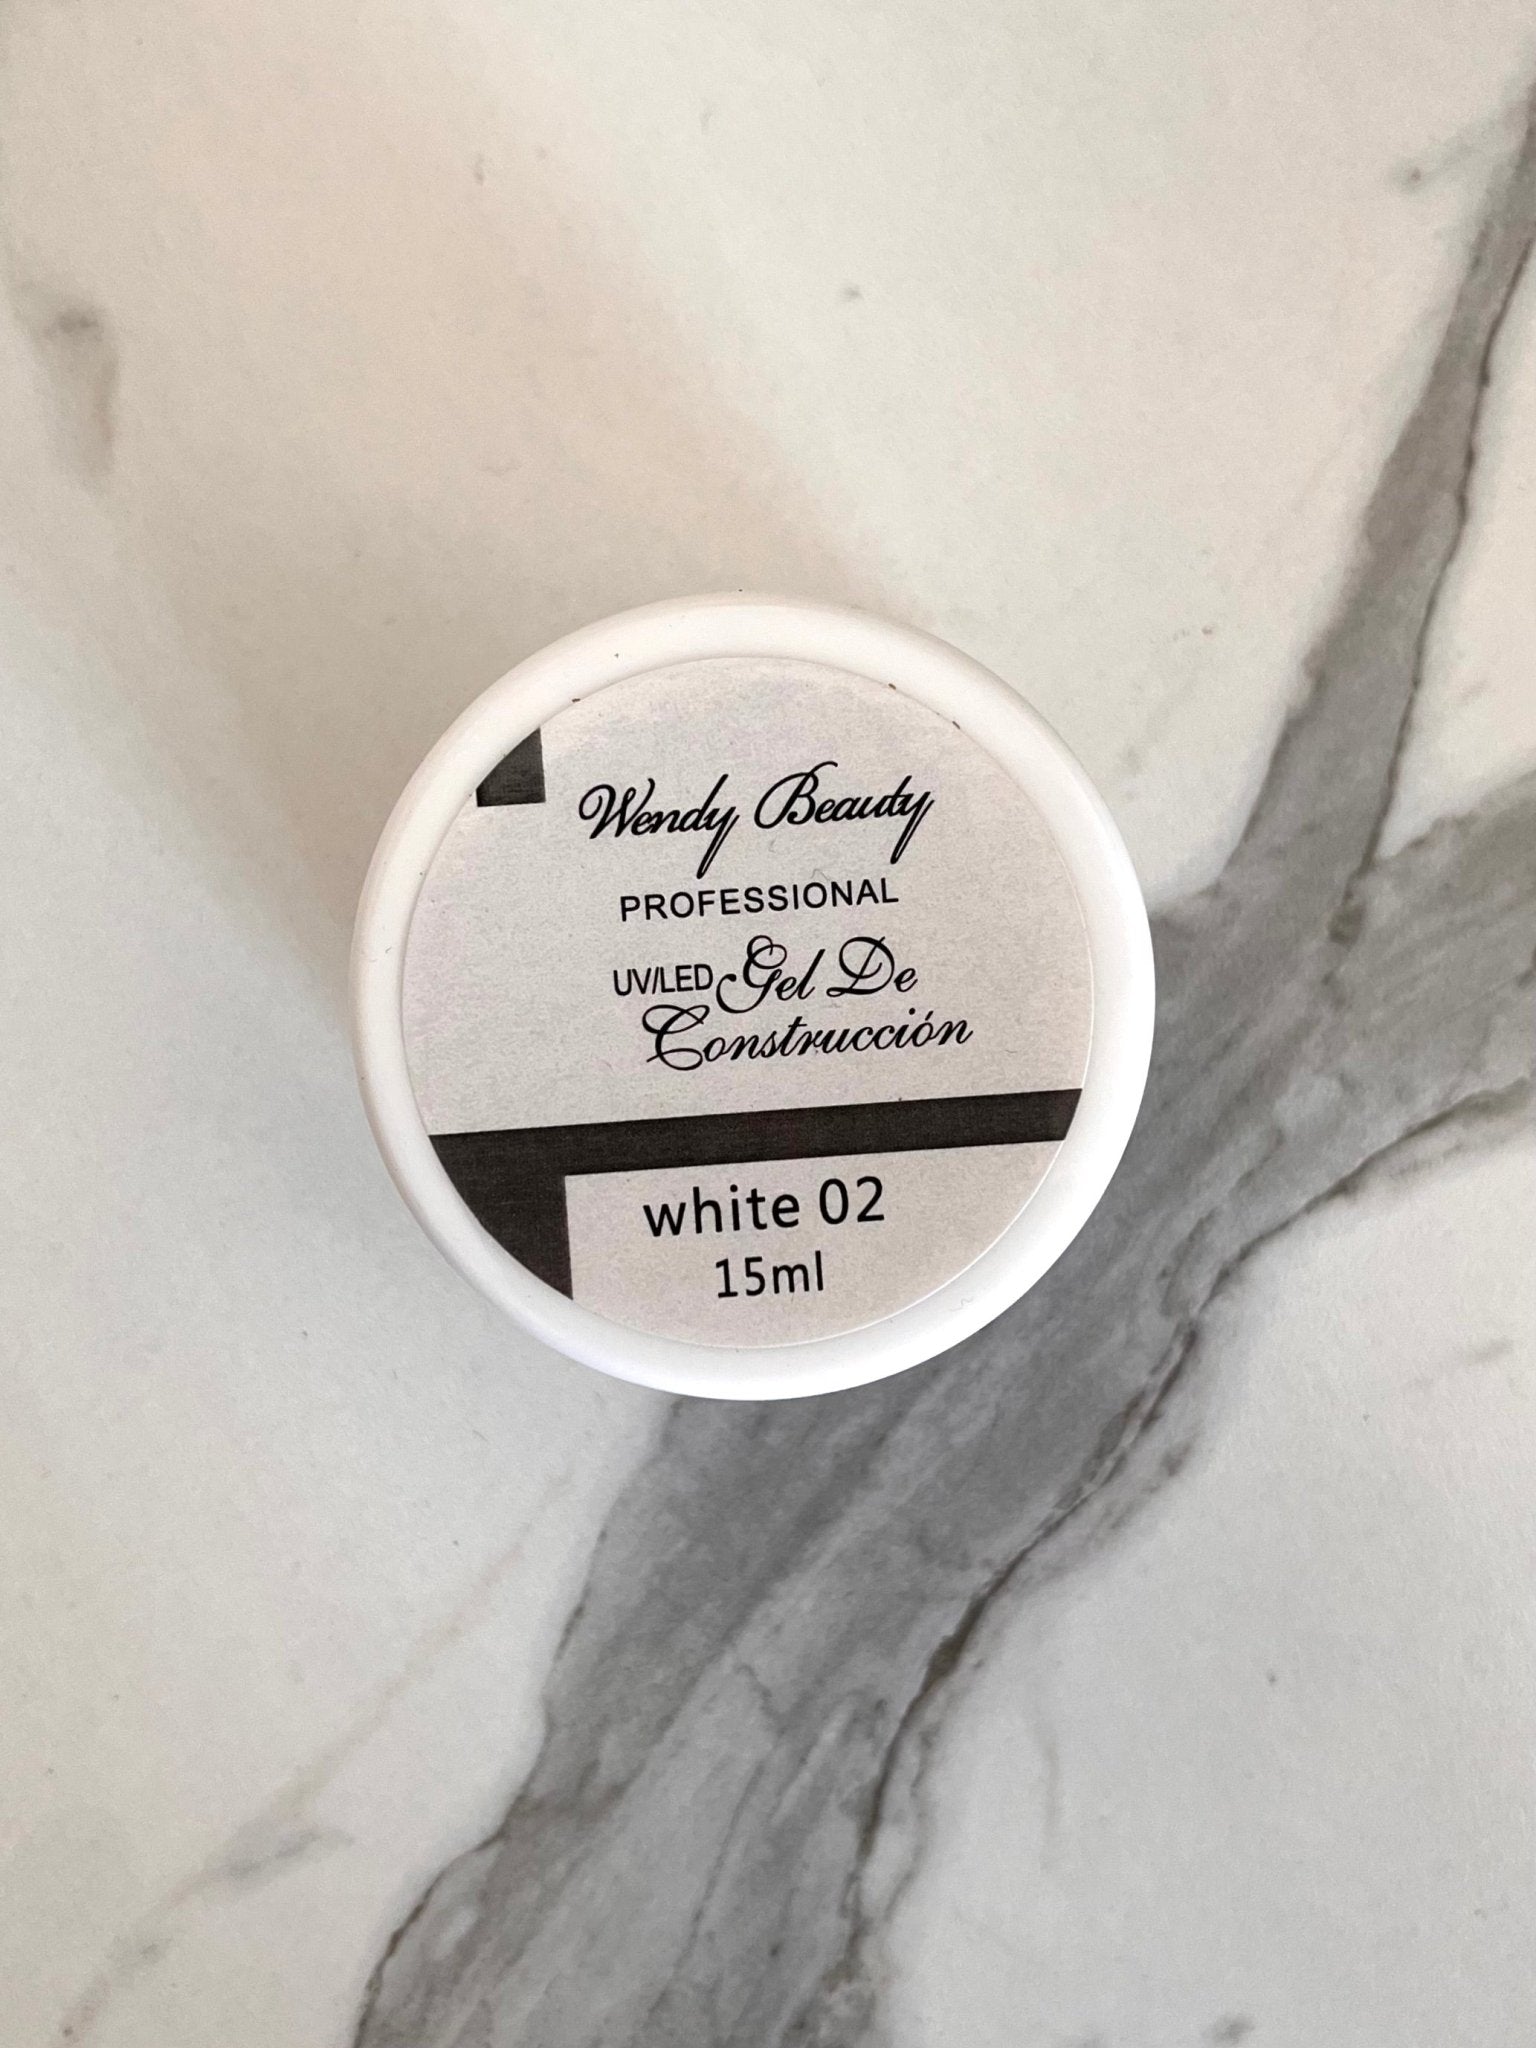 Wendy Beauty
PROFESSIONAL
UV/LED Gel De
Construcción
white 02
15ml